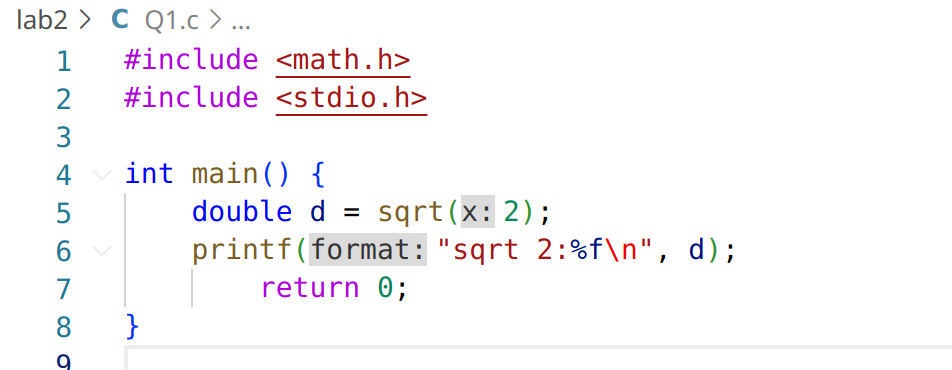 lab2 > C Q1.c > ...
1 #include <math.h>
2 #include <stdio.h>
3
4 int main() {
5 double d = sqrt(x: 2);
6 printf(format: "sqrt 2:%f\n", d);
7 return 0;
8 }
9